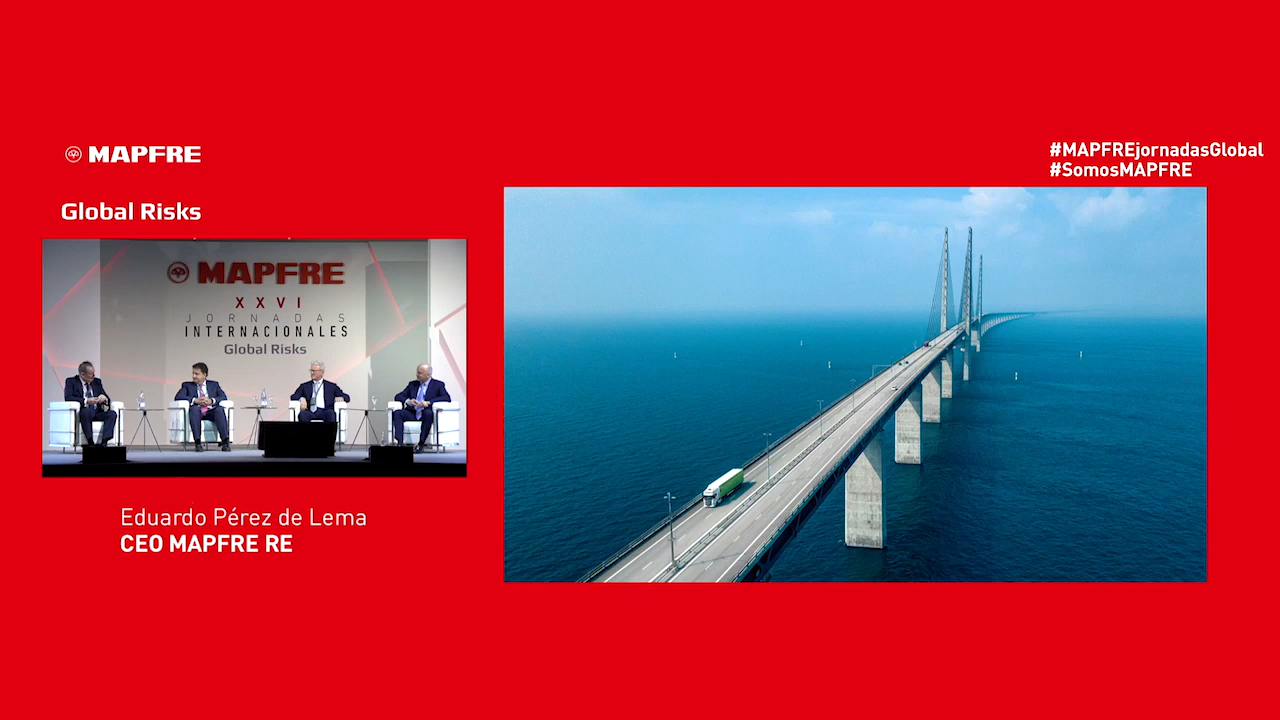 MAPFRE
#MAPFREjornadasGlobal
#SomosMAPFRE
Global Risks
MAPFRE
XXVI
JORNADAS
INTERNACIONALES
Global Risks
Eduardo Pérez de Lema
CEO MAPFRE RE